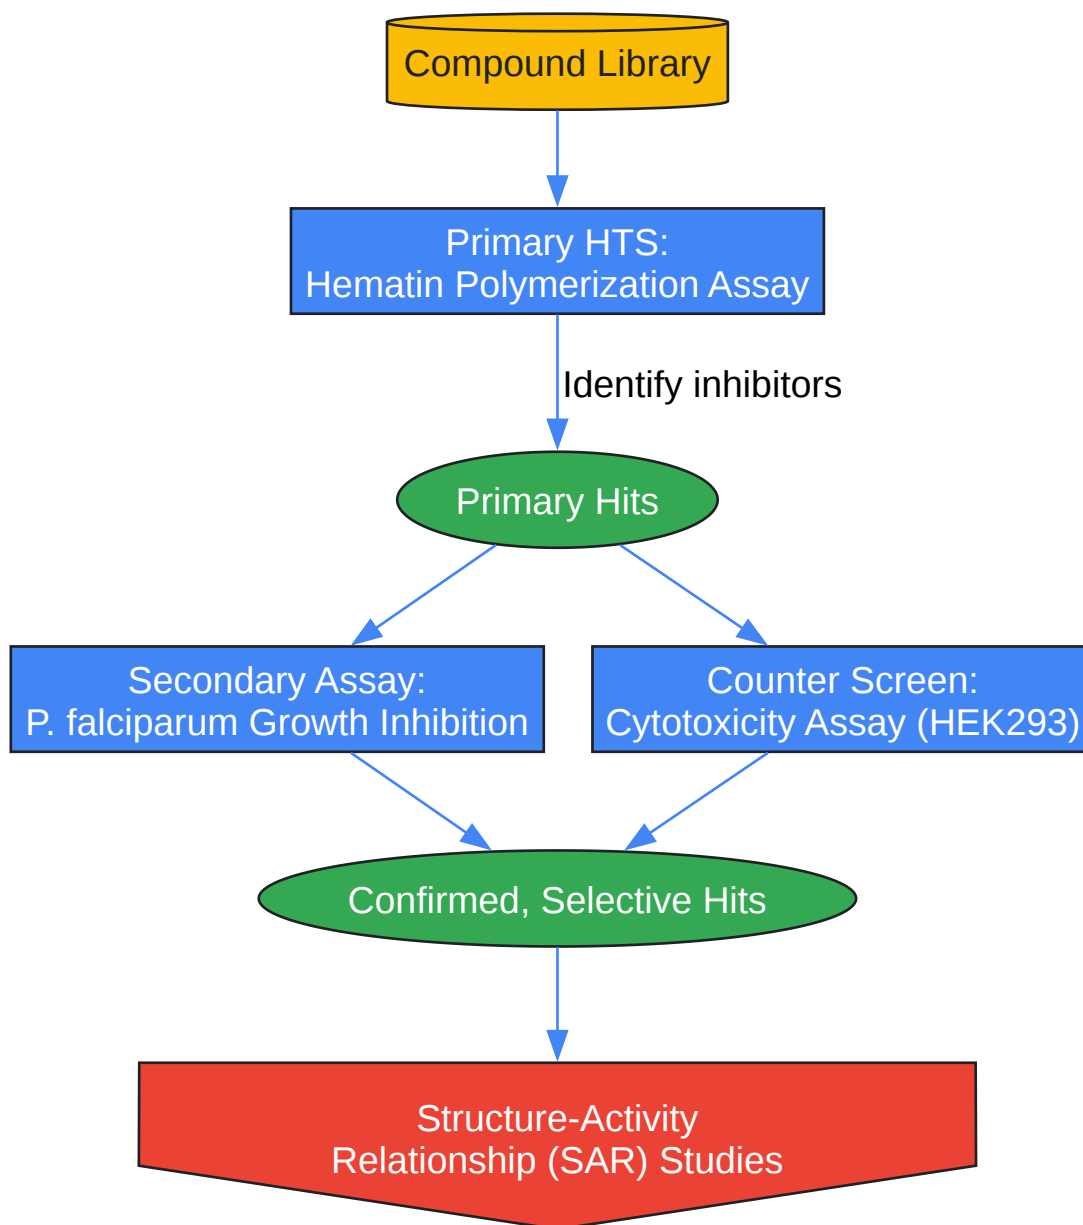 Compound Library
Primary HTS:
Hematin Polymerization Assay
Identify inhibitors
Primary Hits
Secondary Assay:
P. falciparum Growth Inhibition
Counter Screen:
Cytotoxicity Assay (HEK293)
Confirmed, Selective Hits
Structure-Activity
Relationship (SAR) Studies